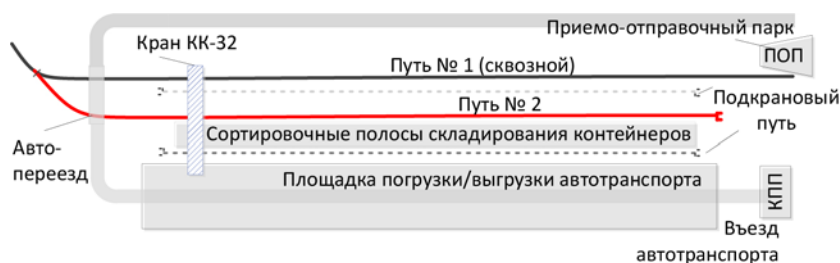 Приемо-отправочный парк
Кран КК-32
ПОП
Путь № 1 (сквозной)
Путь № 2
Подкрановый
путь
Сортировочные полосы складирования контейнеров
Авто-
переезд
Площадка погрузки/выгрузки автотранспорта
КПП
Въезд
автотранспорта